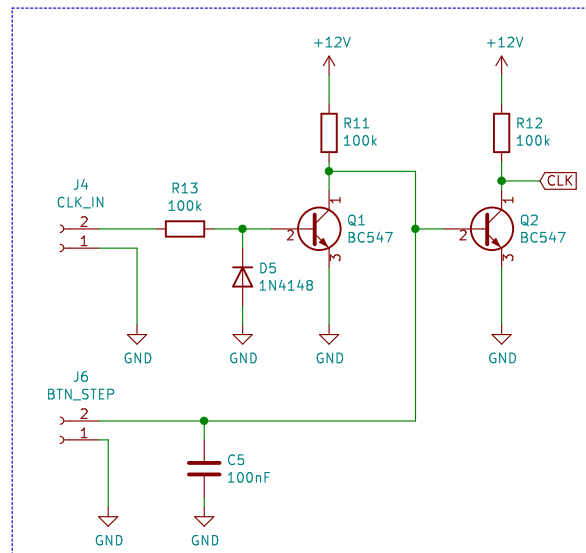 +12V
+12V
R11
100k
R12
100k
CLK
J4
CLK_IN
R13
100k
1
1
2
1
2
Q1
BC547
2
Q2
BC547
3
3
D5
1N4148
GND
GND
GND
GND
J6
BTN_STEP
2
1
C5
100nF
GND
GND